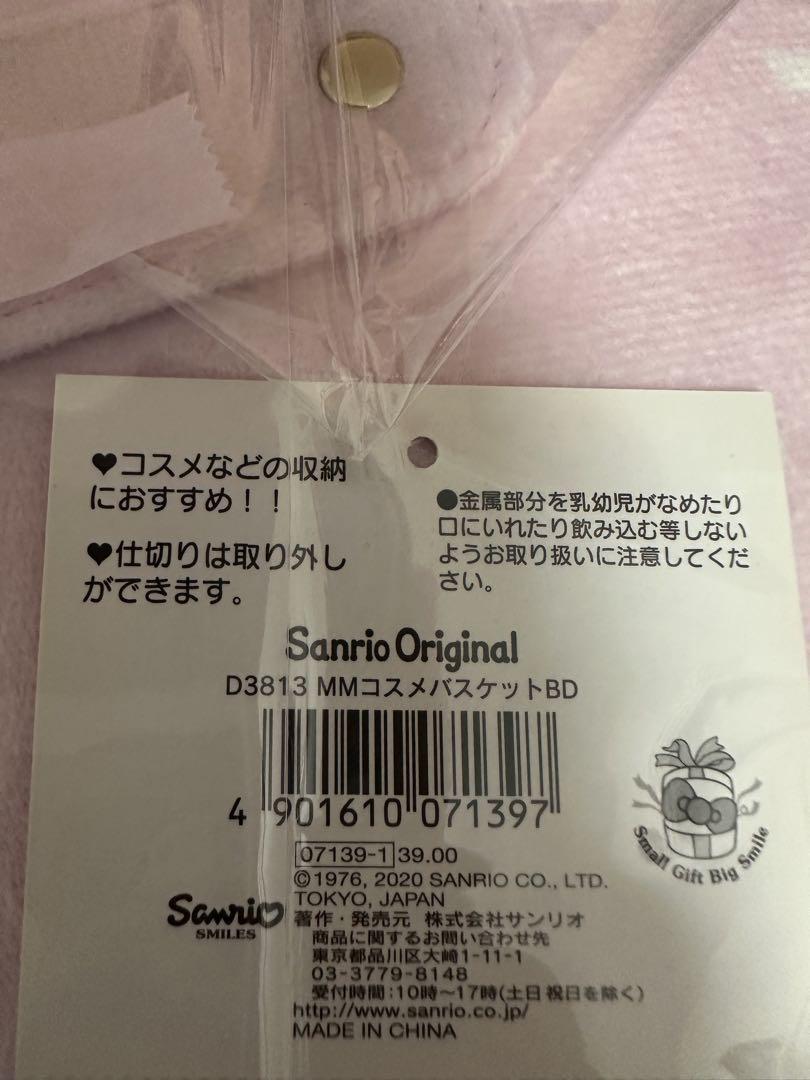 ♥コスメなどの収納
におすすめ！！
♥仕切りは取り外し
ができます。
●金属部分を乳幼児がなめたり
口にいれたり飲み込む等しない
ようお取り扱いに注意してくだ
さい。
Sanrio Original
D3813 MMコスメバスケットBD
4 901610 071397
07139-1 39.00
©1976, 2020 SANRIO CO., LTD.
TOKYO, JAPAN
著作・発売元 株式会社サンリオ
商品に関するお問い合わせ先
東京都品川区大崎1-11-1
03-3779-8148
受付時間：10時〜17時(土日祝日を除く)
http://www.sanrio.co.jp/
MADE IN CHINA
Sanrio
SMILES
Small Gift Big Smile